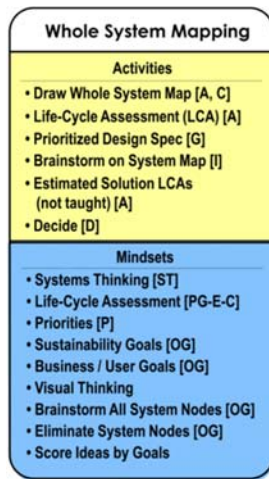 Whole System Mapping
Activities
• Draw Whole System Map [A, C]
• Life-Cycle Assessment (LCA) [A]
• Prioritized Design Spec [G]
• Brainstorm on System Map [I]
• Estimated Solution LCAs
(not taught) [A]
• Decide [D]
Mindsets
• Systems Thinking [ST]
• Life-Cycle Assessment [PG-E-C]
• Priorities [P]
• Sustainability Goals [OG]
• Business / User Goals [OG]
• Visual Thinking
• Brainstorm All System Nodes [OG]
• Eliminate System Nodes [OG]
• Score Ideas by Goals